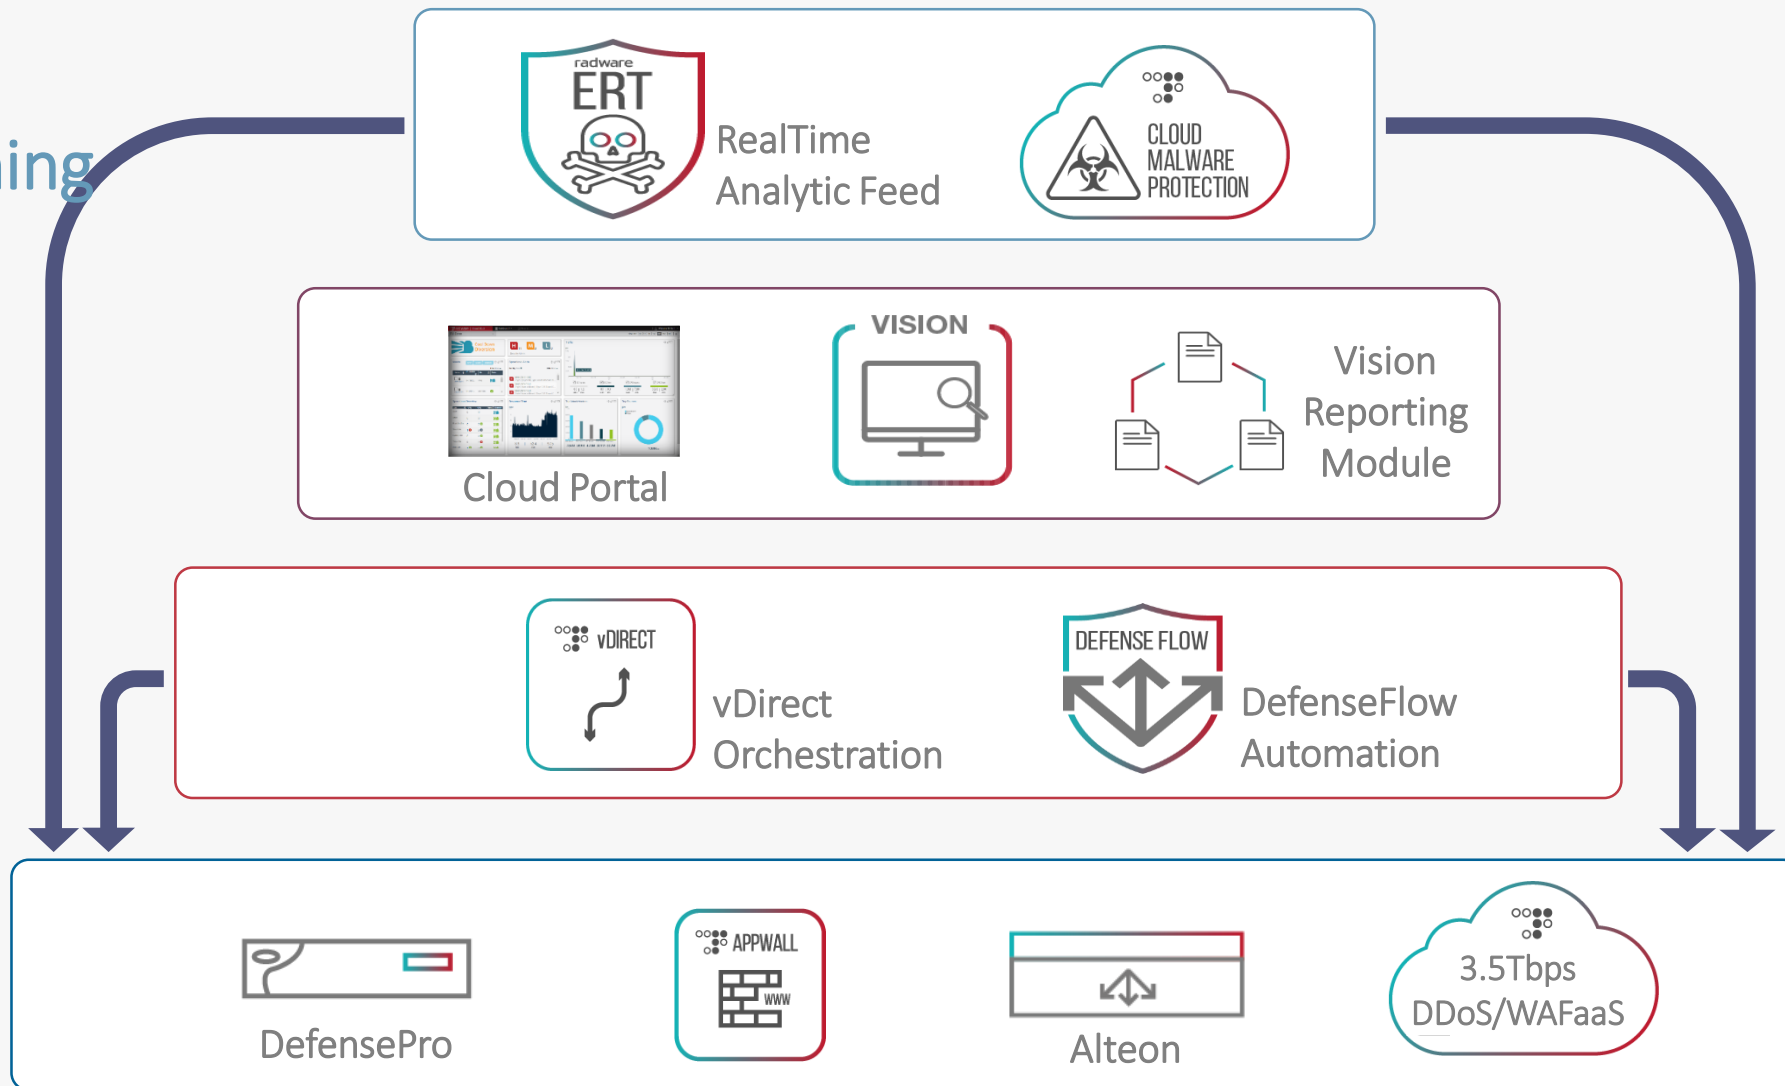 ning
radware
ERT
RealTime
Analytic Feed
CLOUD
MALWARE
PROTECTION
Cloud Portal
VISION
Vision
Reporting
Module
vDIRECT
vDirect
Orchestration
DEFENSE FLOW
DefenseFlow
Automation
DefensePro
APPWALL
WWW
Alteon
3.5Tbps
DDoS/WAFaaS